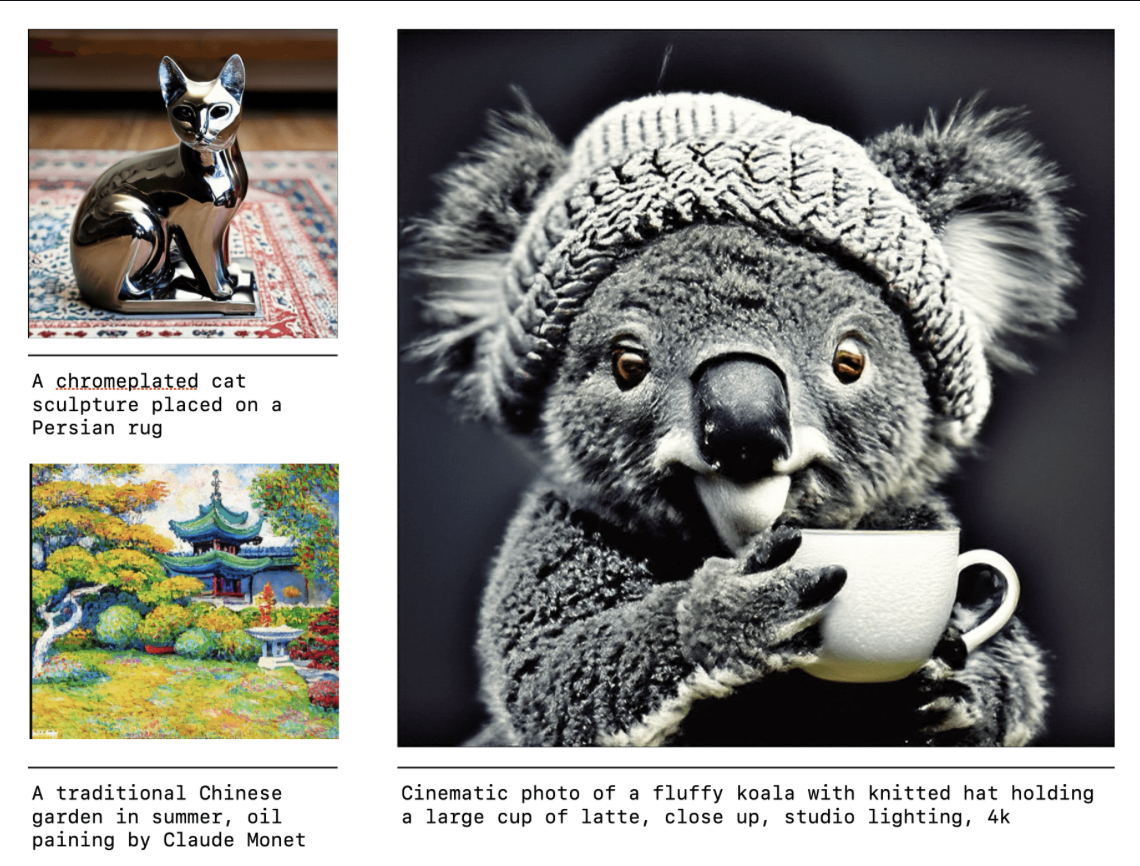 A chromeplated cat
sculpture placed on a
Persian rug
A traditional Chinese
garden in summer, oil
paining by Claude Monet
Cinematic photo of a fluffy koala with knitted hat holding
a large cup of latte, close up, studio lighting, 4k